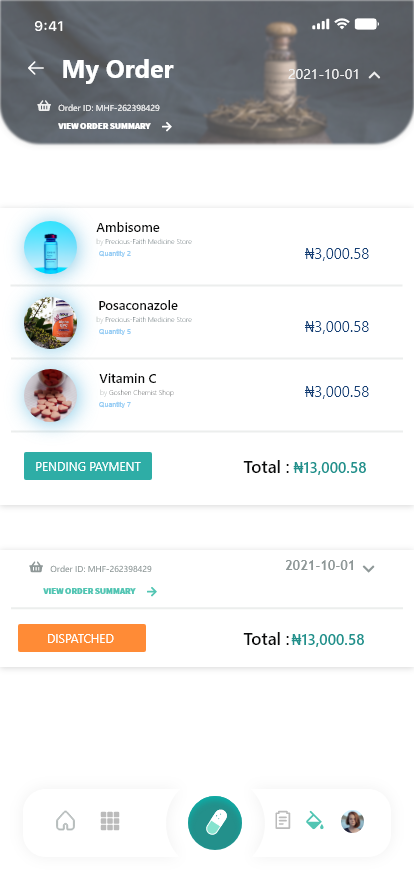 9:41
My Order
2021-10-01
Order ID: MHF-262398429
VIEW ORDER SUMMARY
Ambisome
by Precious-Faith Medicine Store
Quantity 2
₦3,000.58
Posaconazole
by Precious-Faith Medicine Store
Quantity 5
₦3,000.58
Vitamin C
by Goshen Chemist Shop
Quantity 7
₦3,000.58
PENDING PAYMENT
Total : ₦13,000.58
Order ID: MHF-262398429
2021-10-01
VIEW ORDER SUMMARY
DISPATCHED
Total : ₦13,000.58